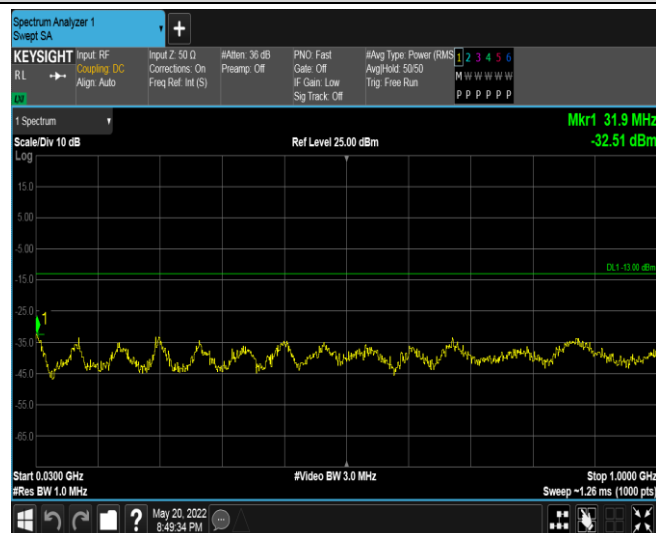 Spectrum Analyzer 1
Swept SA
+
KEYSIGHT Input: RF
RL
Coupling: DC
Align: Auto
Input Z: 50 Ω
Corrections: On
Freq Ref: Int (S)
#Atten: 36 dB
Preamp: Off
PNO: Fast
Gate: Off
IF Gain: Low
Sig Track: Off
#Avg Type: Power (RMS
Avg|Hold: 50/50
Trig: Free Run
1 2 3 4 5 6
M W W W W W
P P P P P P
1 Spectrum
Mkr1 31.9 MHz
-32.51 dBm
Scale/Div 10 dB
Ref Level 25.00 dBm
Log
15.0
5.00
-5.00
DL1 -13.00 dBm
-15.0
-25.0
1
-35.0
-45.0
-55.0
-65.0
Start 0.0300 GHz
#Video BW 3.0 MHz
Stop 1.0000 GHz
#Res BW 1.0 MHz
Sweep ~1.26 ms (1000 pts)
?
May 20, 2022
8:49:34 PM